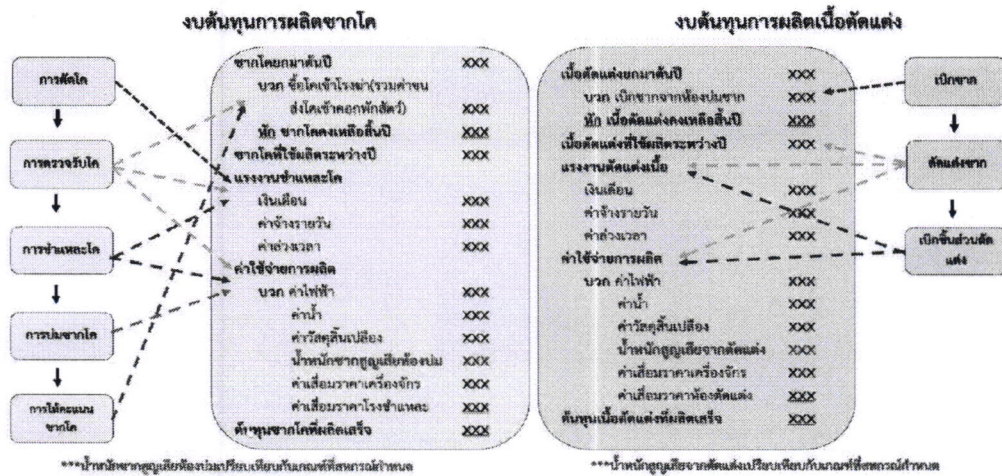 งบต้นทุนการผลิตซากโค
การคัดโค
การตรวจรับโค
การชำแหละโค
การบ่มซากโค
การให้คะแนน
ซากโค
ซากโคยกมาต้นปี XXX
บวก ซื้อโคเข้าโรงฆ่า(รวมค่าขน
ส่งโคเข้าคอกพักสัตว์) XXX
หัก ซากโคคงเหลือสิ้นปี XXX
ซากโคที่ใช้ผลิตระหว่างปี XXX
แรงงานชำแหละโค
เงินเดือน XXX
ค่าจ้างรายวัน XXX
ค่าล่วงเวลา XXX
ค่าใช้จ่ายการผลิต
บวก ค่าไฟฟ้า XXX
ค่าน้ำ XXX
ค่าวัสดุสิ้นเปลือง XXX
น้ำหนักซากสูญเสียห้องบ่ม XXX
ค่าเสื่อมราคาเครื่องจักร XXX
ค่าเสื่อมราคาโรงชำแหละ XXX
ต้นทุนซากโคที่ผลิตเสร็จ XXX
***น้ำหนักซากสูญเสียห้องบ่มเปรียบเทียบกับเกณฑ์ที่สหกรณ์กำหนด
งบต้นทุนการผลิตเนื้อตัดแต่ง
เนื้อตัดแต่งยกมาต้นปี XXX
บวก เบิกซากจากห้องบ่มซาก XXX
หัก เนื้อตัดแต่งคงเหลือสิ้นปี XXX
เนื้อตัดแต่งที่ใช้ผลิตระหว่างปี XXX
แรงงานตัดแต่งเนื้อ
เงินเดือน XXX
ค่าจ้างรายวัน XXX
ค่าล่วงเวลา XXX
ค่าใช้จ่ายการผลิต
บวก ค่าไฟฟ้า XXX
ค่าน้ำ XXX
ค่าวัสดุสิ้นเปลือง XXX
น้ำหนักสูญเสียจากตัดแต่ง XXX
ค่าเสื่อมราคาเครื่องจักร XXX
ค่าเสื่อมราคาห้องตัดแต่ง XXX
ต้นทุนเนื้อตัดแต่งที่ผลิตเสร็จ XXX
เบิกซาก
ตัดแต่งซาก
เบิกชิ้นส่วนตัด
แต่ง
***น้ำหนักสูญเสียจากตัดแต่งเปรียบเทียบกับเกณฑ์ที่สหกรณ์กำหนด